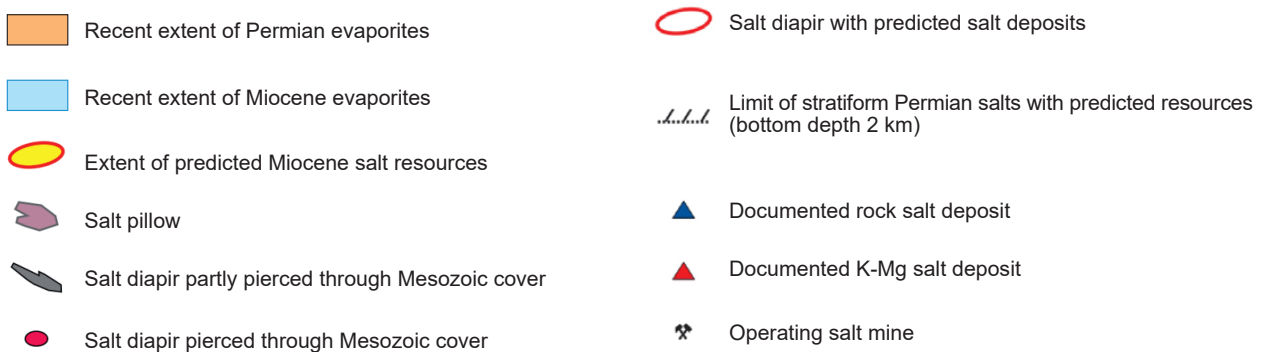 Recent extent of Permian evaporites
Recent extent of Miocene evaporites
Extent of predicted Miocene salt resources
Salt pillow
Salt diapir partly pierced through Mesozoic cover
Salt diapir pierced through Mesozoic cover
Salt diapir with predicted salt deposits
Limit of stratiform Permian salts with predicted resources
(bottom depth 2 km)
Documented rock salt deposit
Documented K-Mg salt deposit
Operating salt mine